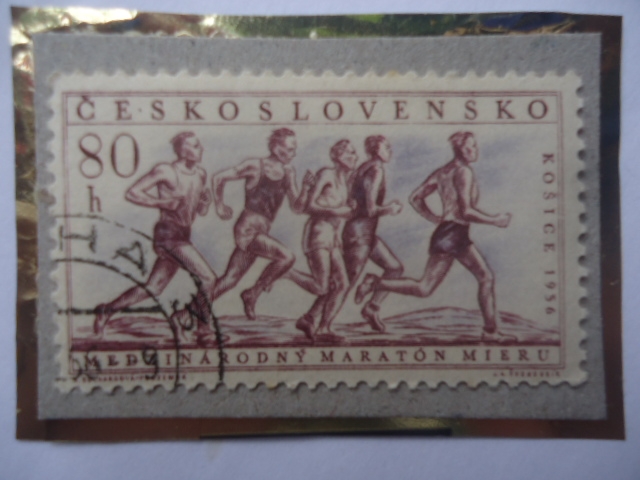 ČESKOSLOVENSKO
80
h
KOŠICE 1956
MEDZINÁRODNÝ MARATÓN MIERU